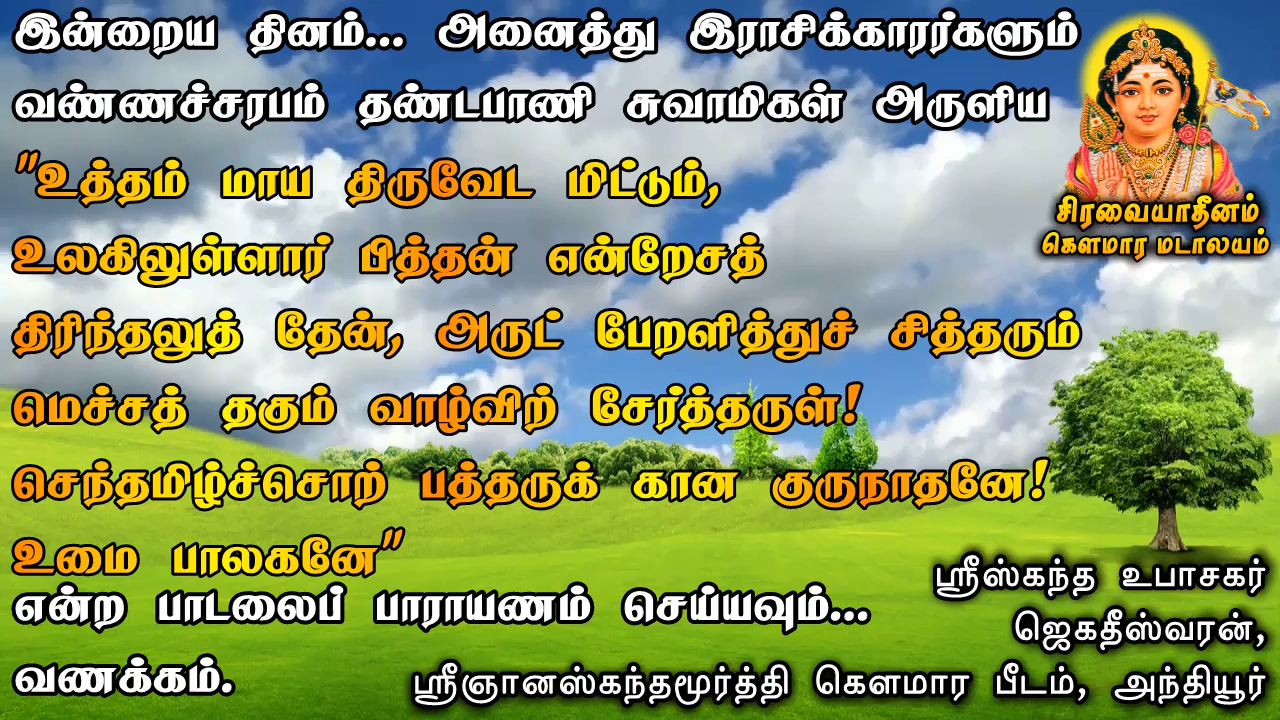 இன்றைய தினம்... அனைத்து இராசிக்காரர்களும்
வண்ணச்சரபம் தண்டபாணி சுவாமிகள் அருளிய
"உத்தம் மாய திருவேட மிட்டும்,
உலகிலுள்ளார் பித்தன் என்றேசத்
திரிந்தலுத் தேன், அருட் பேறளித்துச் சித்தரும்
மெச்சத் தகும் வாழ்விற் சேர்த்தருள்!
செந்தமிழ்ச்சொற் பத்தருக் கான குருநாதனே!
உமை பாலகனே"
என்ற பாடலைப் பாராயணம் செய்யவும்...
வணக்கம்.
சிரவையாதீனம்
கௌமார மடாலயம்
ஸ்ரீஸ்கந்த உபாசகர்
ஜெகதீஸ்வரன்,
ஸ்ரீஞானஸ்கந்தமூர்த்தி கௌமார பீடம், அந்தியூர்